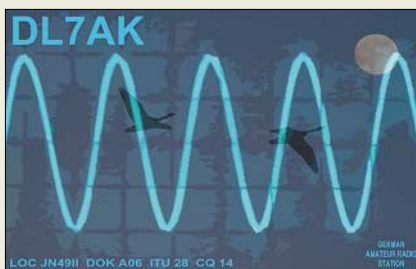 DL7AK
LOC JN49II DOK A06 ITU 28 CQ 14
GERMAN
AMATEUR RADIO
STATION